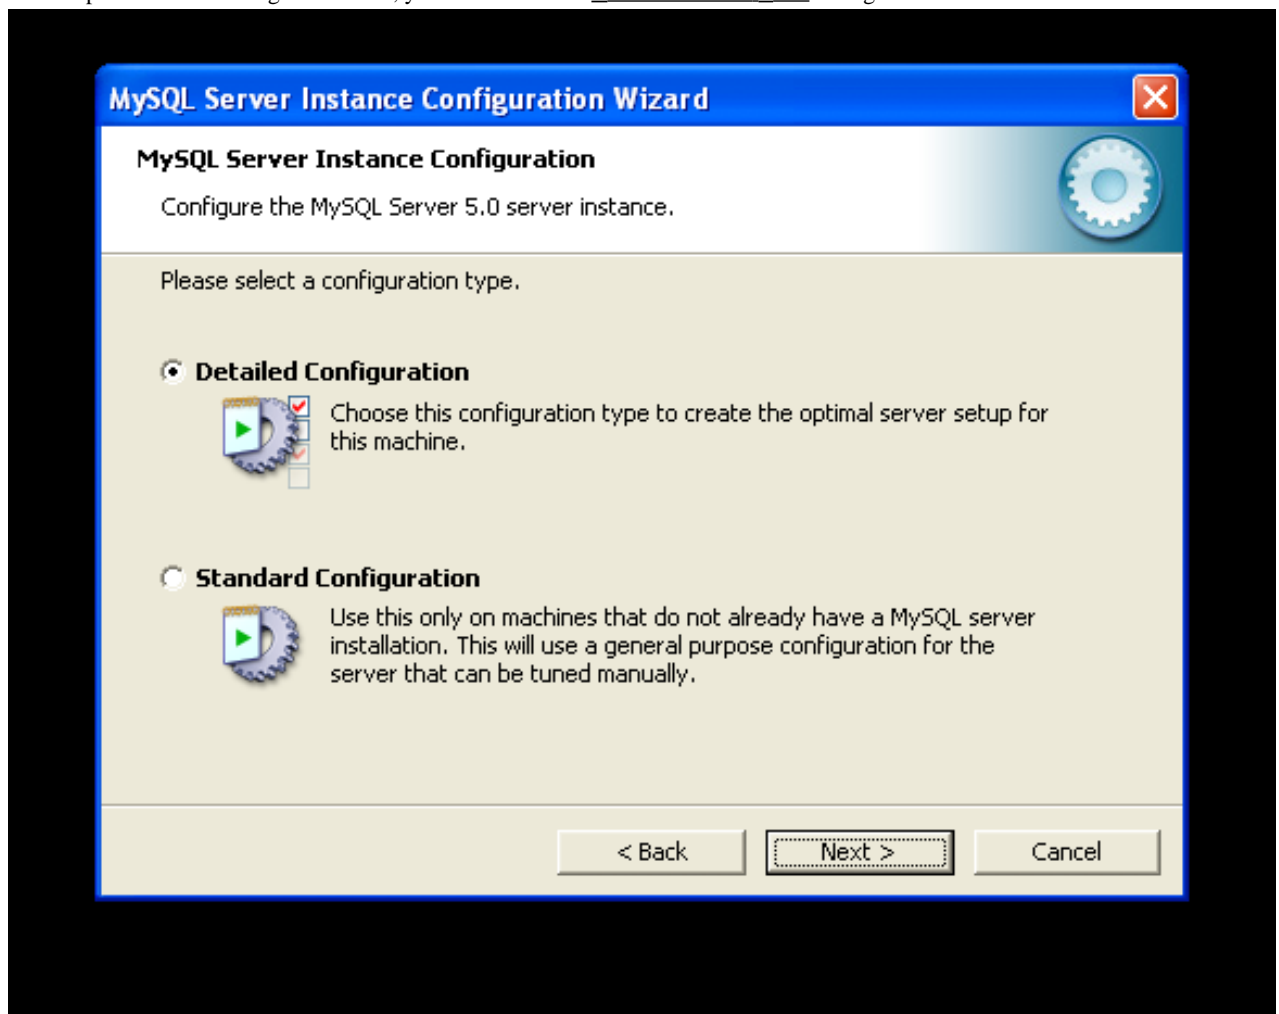 MySQL Server Instance Configuration Wizard
MySQL Server Instance Configuration
Configure the MySQL Server 5.0 server instance.
Please select a configuration type.
Detailed Configuration
Choose this configuration type to create the optimal server setup for
this machine.
Standard Configuration
Use this only on machines that do not already have a MySQL server
installation. This will use a general purpose configuration for the
server that can be tuned manually.
< Back Next > Cancel